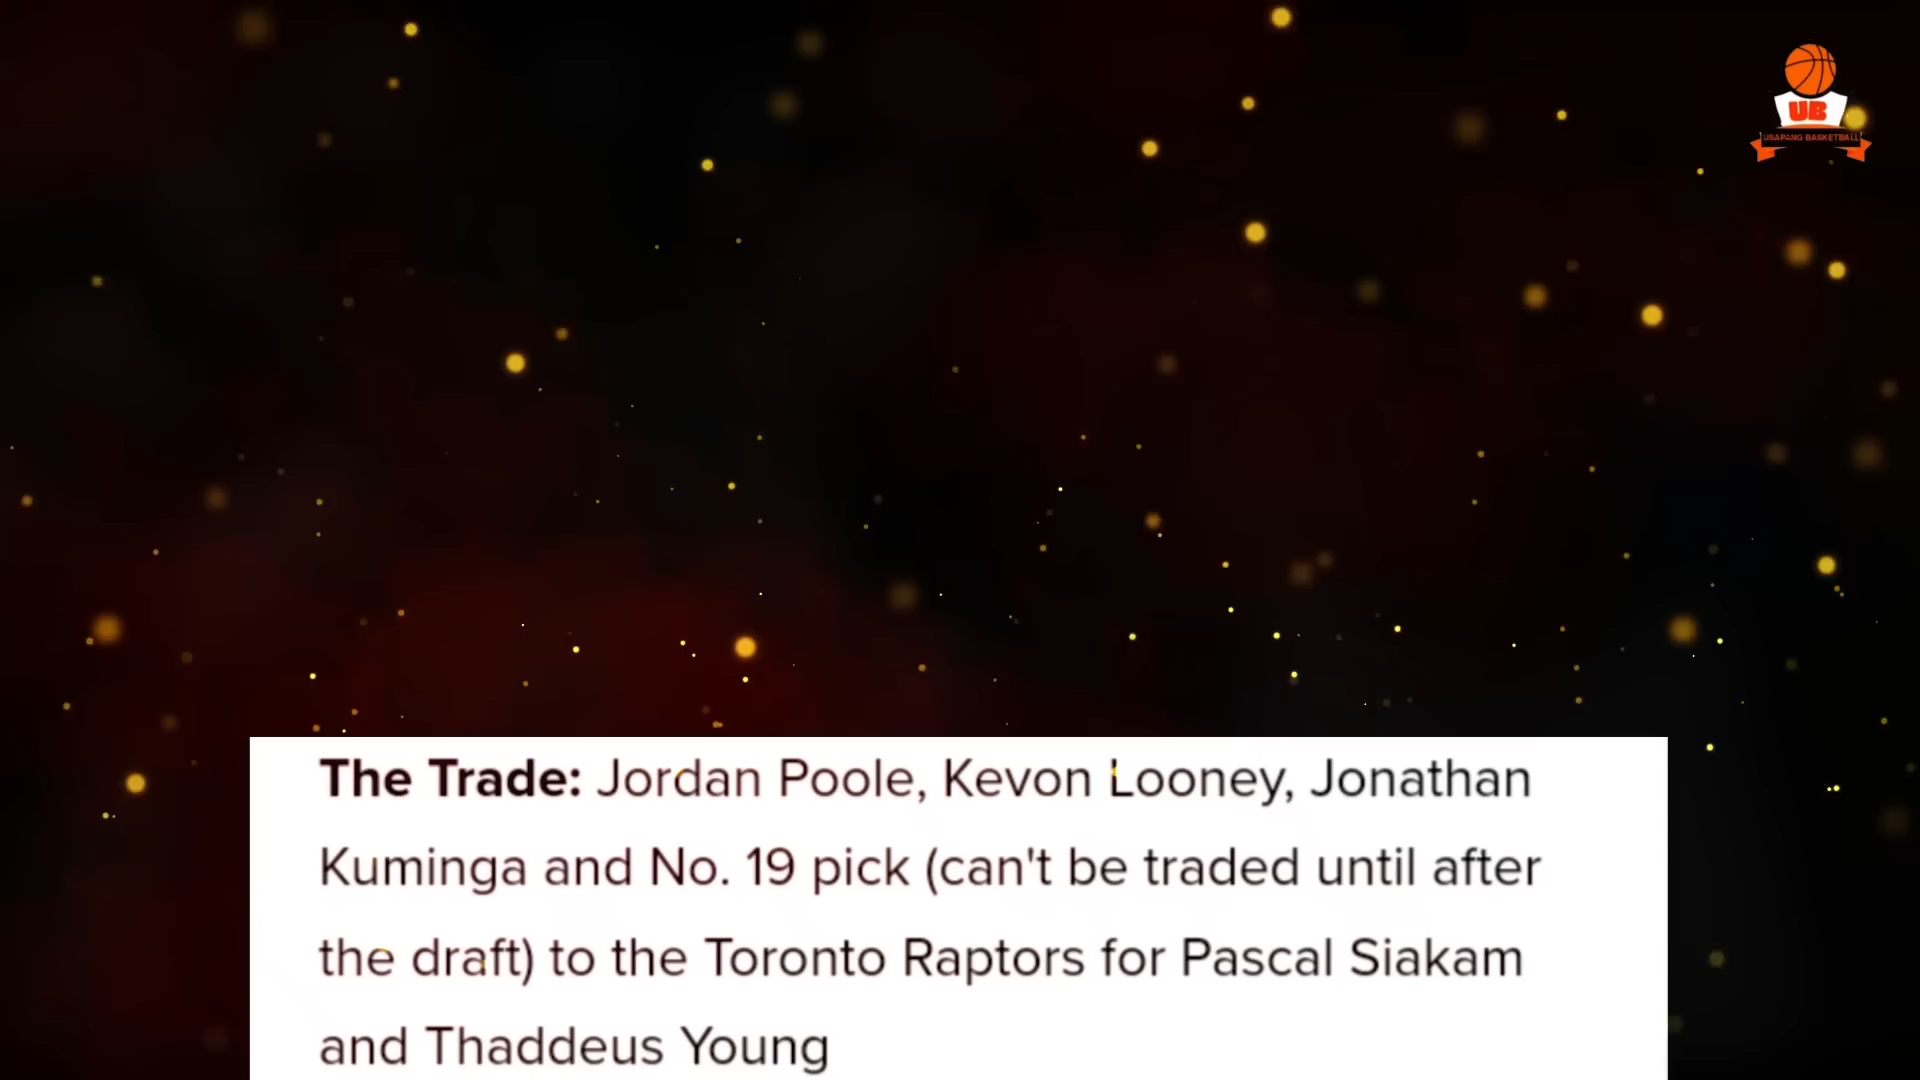 UB
USAPANG BASKETBALL
The Trade: Jordan Poole, Kevon Looney, Jonathan
Kuminga and No. 19 pick (can't be traded until after
the draft) to the Toronto Raptors for Pascal Siakam
and Thaddeus Young